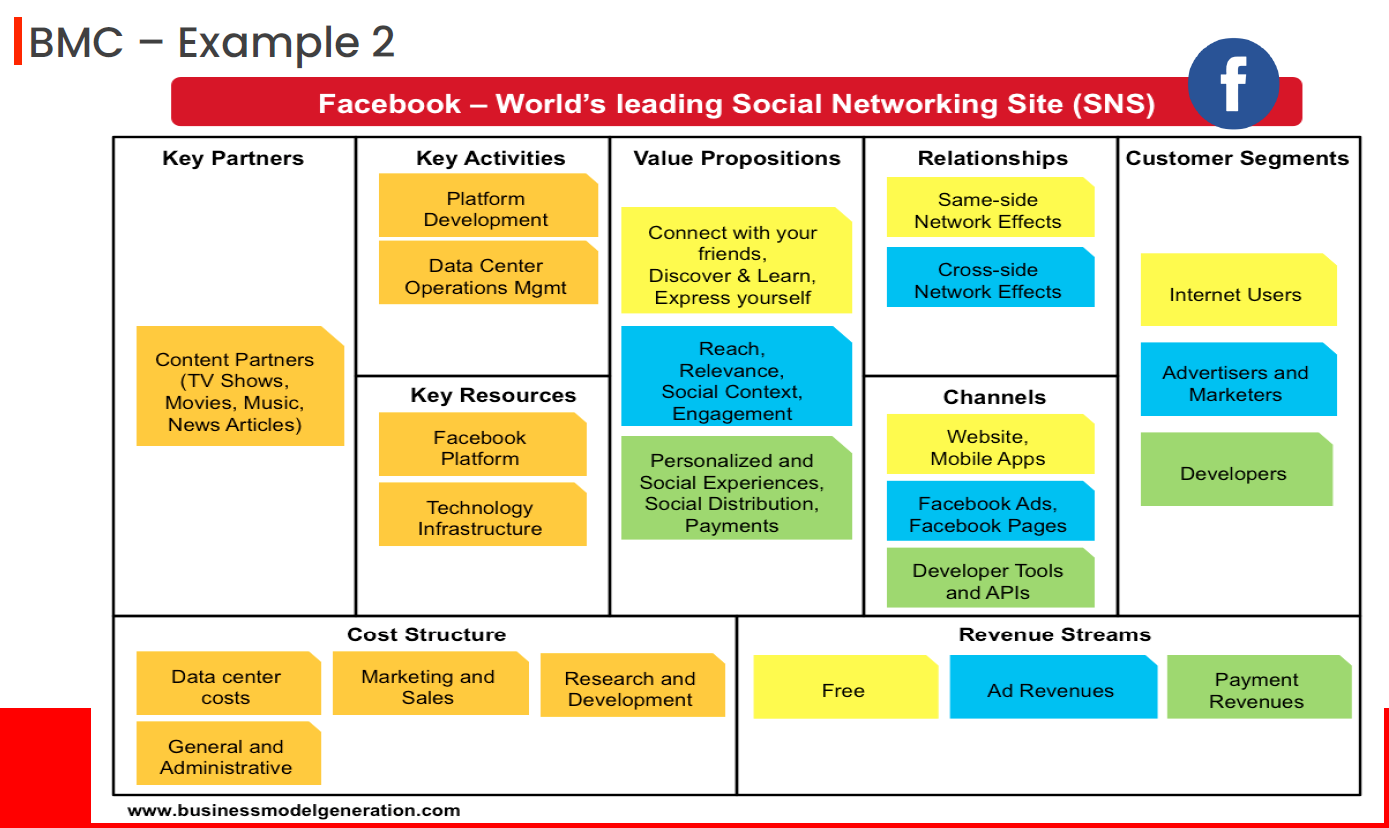 BMC – Example 2
Facebook – World's leading Social Networking Site (SNS)
f
Key Partners
Content Partners
(TV Shows,
Movies, Music,
News Articles)
Key Activities
Platform
Development
Data Center
Operations Mgmt
Key Resources
Facebook
Platform
Technology
Infrastructure
Value Propositions
Connect with your
friends,
Discover & Learn,
Express yourself
Reach,
Relevance,
Social Context,
Engagement
Personalized and
Social Experiences,
Social Distribution,
Payments
Relationships
Same-side
Network Effects
Cross-side
Network Effects
Channels
Website,
Mobile Apps
Facebook Ads,
Facebook Pages
Developer Tools
and APIs
Customer Segments
Internet Users
Advertisers and
Marketers
Developers
Cost Structure
Data center
costs
Marketing and
Sales
Research and
Development
General and
Administrative
Revenue Streams
Free
Ad Revenues
Payment
Revenues
www.businessmodelgeneration.com